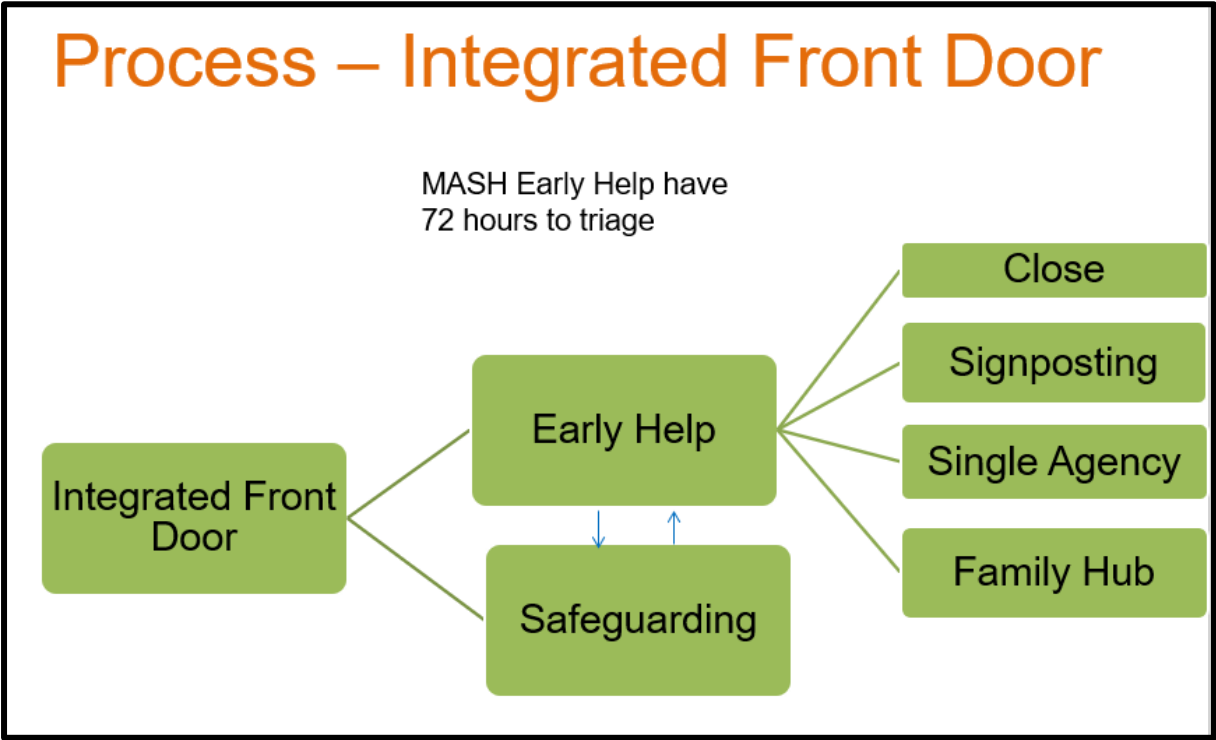 Process – Integrated Front Door
MASH Early Help have
72 hours to triage
Close
Signposting
Early Help
Single Agency
Integrated Front
Door
Family Hub
Safeguarding